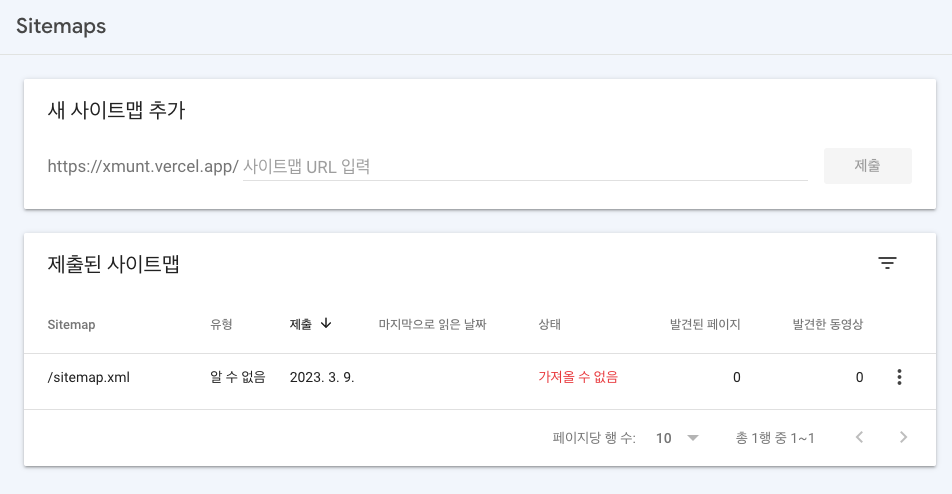 Sitemaps
새 사이트맵 추가
https://xmunt.vercel.app/ 사이트맵 URL 입력 제출
제출된 사이트맵
Sitemap 유형 제출 마지막으로 읽은 날짜 상태 발견된 페이지 발견한 동영상
/sitemap.xml 알 수 없음 2023. 3. 9. 가져올 수 없음 0 0
페이지당 행 수: 10 총 1행 중 1~1